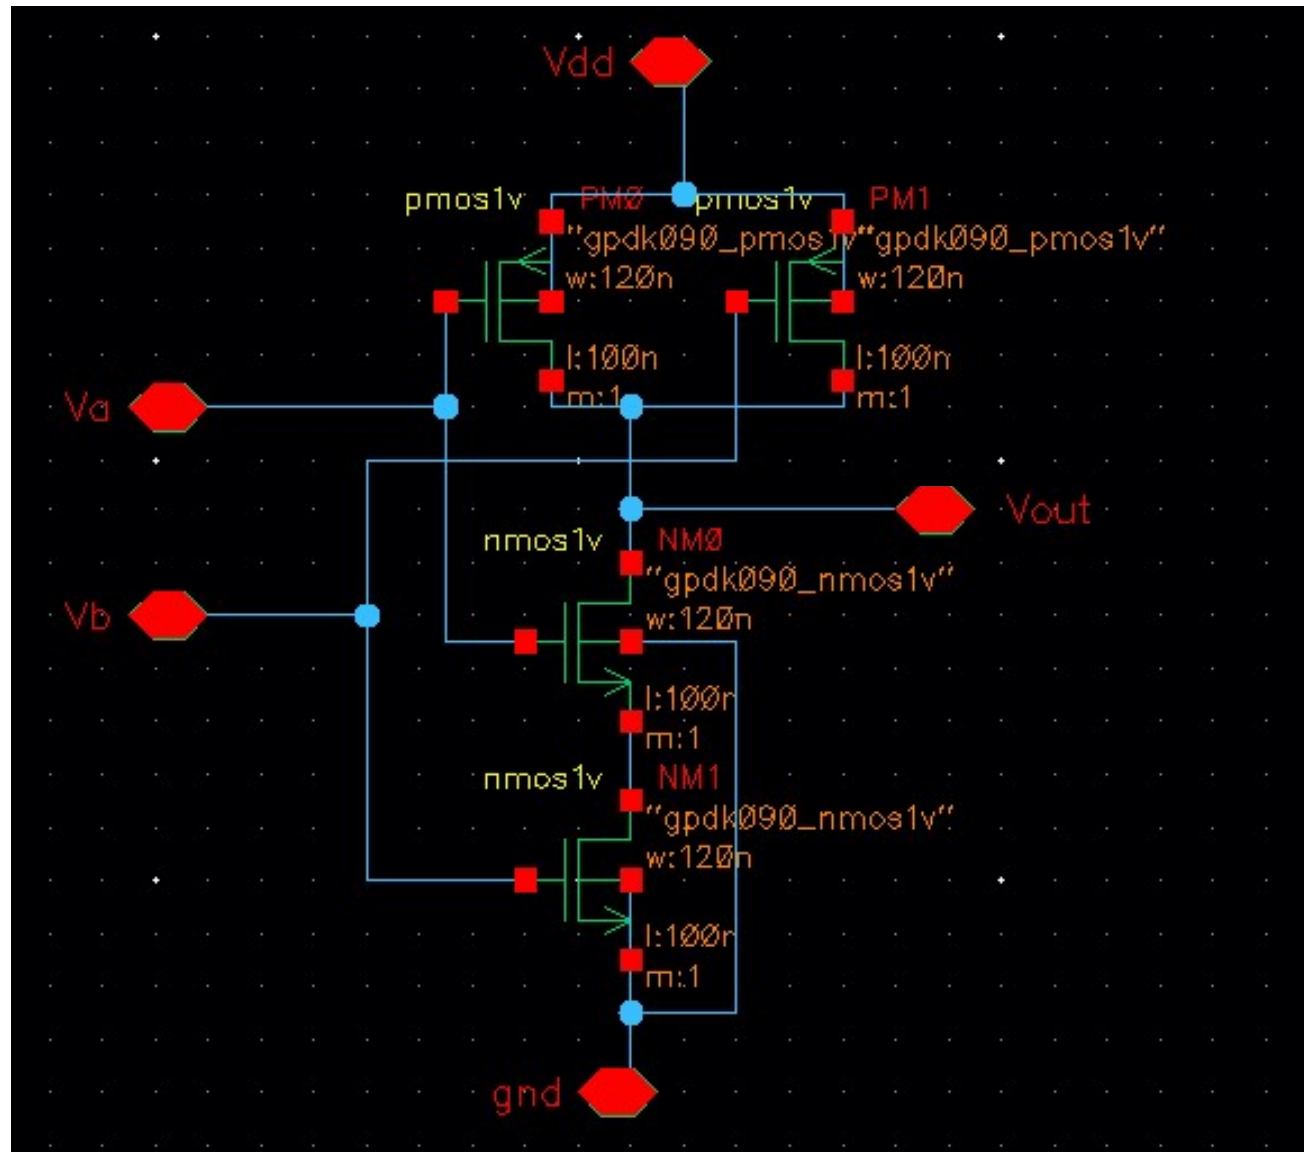 Vdd
pmos1v PM0 pmos1v PM1
"gpdk090_pmos1v" "gpdk090_pmos1v"
w:120n w:120n
l:100n l:100n
m:1 m:1
Va
Vout
nmos1v NM0
"gpdk090_nmos1v"
Vb
w:120n
l:100n
m:1
nmos1v NM1
"gpdk090_nmos1v"
w:120n
l:100n
m:1
gnd